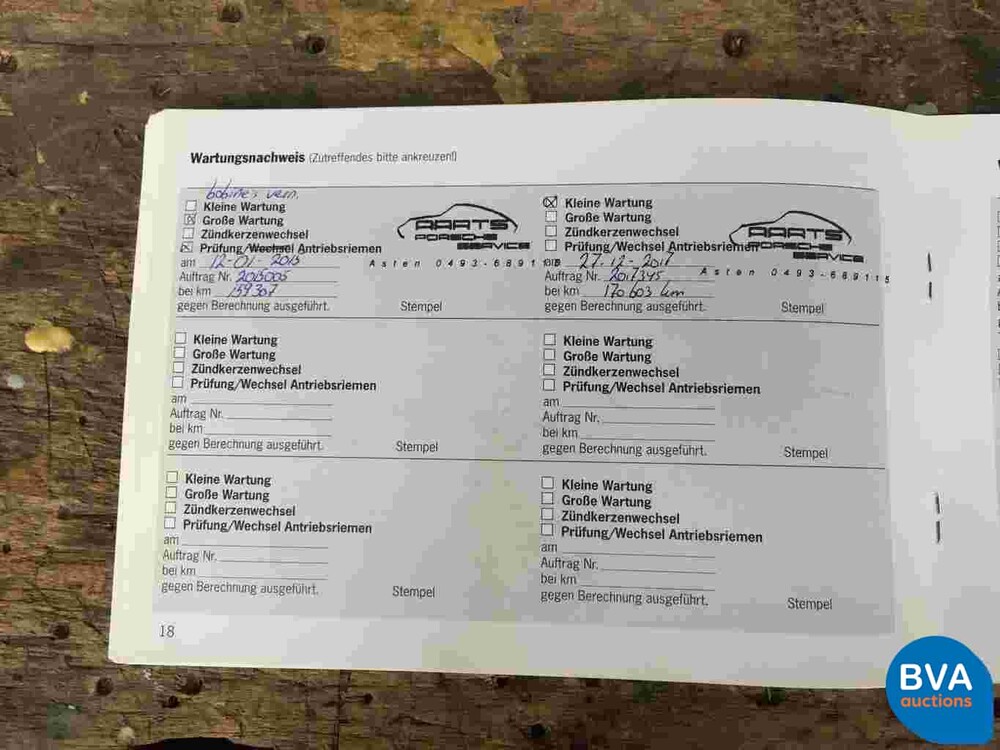 Wartungsnachweis (Zutreffendes bitte ankreuzen!)
bobine's vern.
Kleine Wartung
Große Wartung
Zündkerzenwechsel
Prüfung/Wechsel Antriebsriemen
am 12-01-2015
Auftrag Nr. 2015005
bei km 159307
gegen Berechnung ausgeführt. Stempel
AARTS
PORSCHE
SERVICE
Asten 0493-6891
Kleine Wartung
Große Wartung
Zündkerzenwechsel
Prüfung/Wechsel Antriebsriemen
27-12-2017
Auftrag Nr. 2017345
bei km 170603 km
gegen Berechnung ausgeführt. Stempel
AARTS
PORSCHE
SERVICE
Asten 0493-689115
Kleine Wartung
Große Wartung
Zündkerzenwechsel
Prüfung/Wechsel Antriebsriemen
am
Auftrag Nr.
bei km
gegen Berechnung ausgeführt. Stempel
Kleine Wartung
Große Wartung
Zündkerzenwechsel
Prüfung/Wechsel Antriebsriemen
am
Auftrag Nr.
bei km
gegen Berechnung ausgeführt. Stempel
Kleine Wartung
Große Wartung
Zündkerzenwechsel
Prüfung/Wechsel Antriebsriemen
am
Auftrag Nr.
bei km
gegen Berechnung ausgeführt. Stempel
Kleine Wartung
Große Wartung
Zündkerzenwechsel
Prüfung/Wechsel Antriebsriemen
am
Auftrag Nr.
bei km
gegen Berechnung ausgeführt. Stempel
18
BVA
auctions